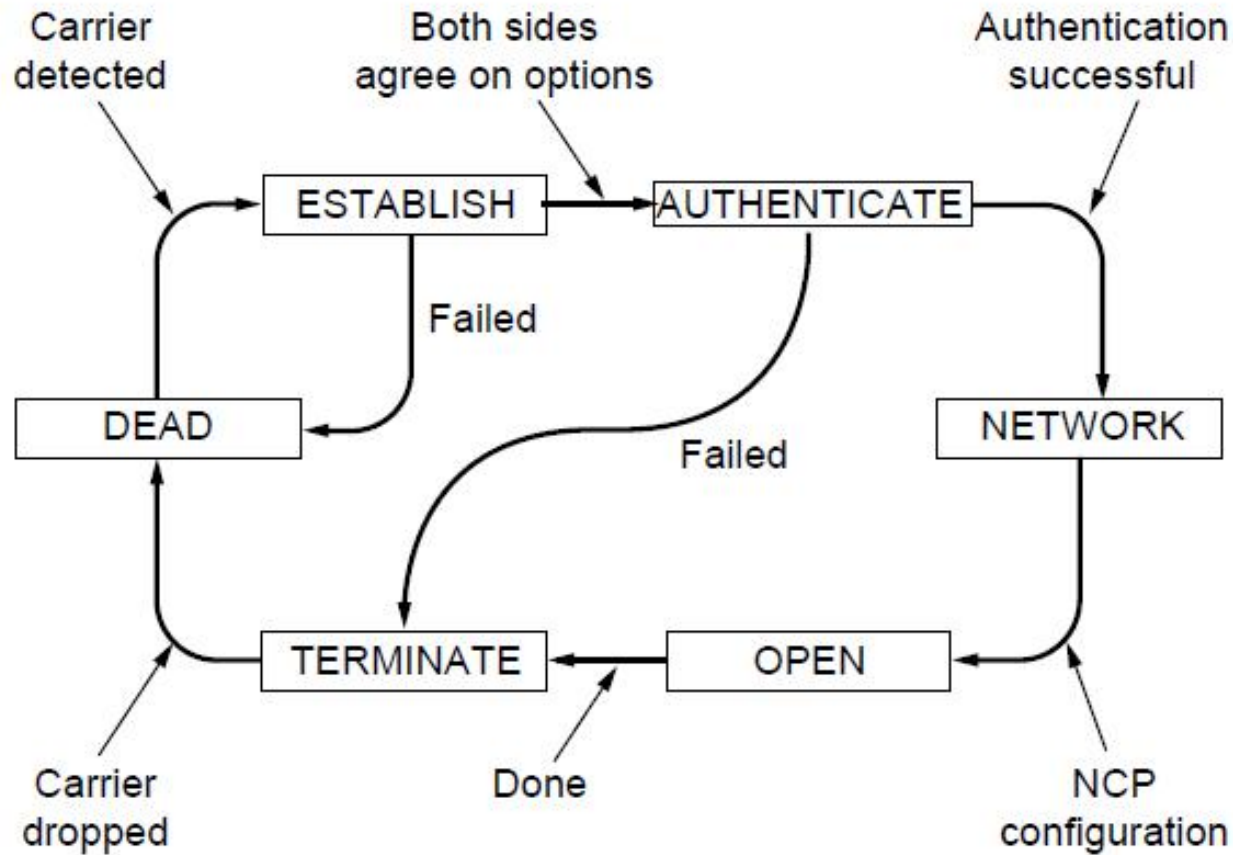 Carrier
detected
Both sides
agree on options
Authentication
successful
ESTABLISH
AUTHENTICATE
Failed
DEAD
NETWORK
Failed
TERMINATE
OPEN
Carrier
dropped
Done
NCP
configuration